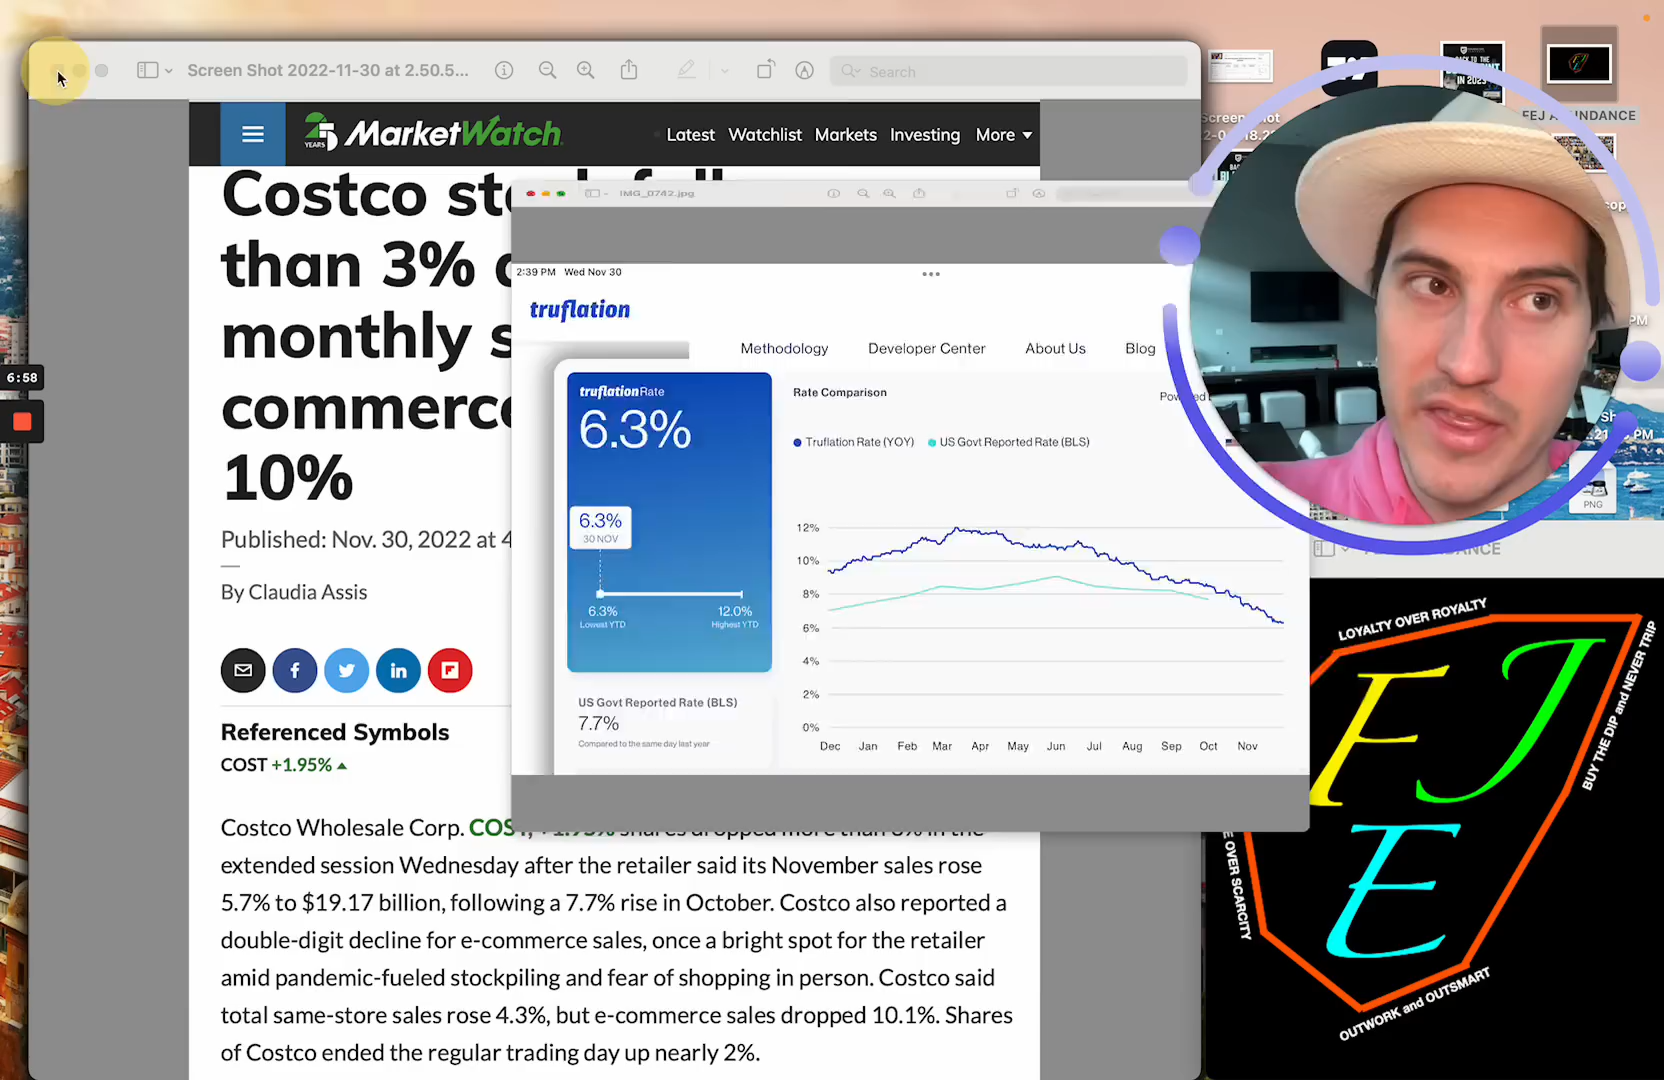 Screen Shot 2022-11-30 at 2.50.5...
Search
25 YEARS MarketWatch
Latest Watchlist Markets Investing More
Costco
than 3%
monthly
10%
Published: Nov. 30, 2022 at
By Claudia Assis
in
Referenced Symbols
COST +1.95%
Costco Wholesale Corp.
extended session Wednesday after the retailer said its November sales rose
5.7% to $19.17 billion, following a 7.7% rise in October. Costco also reported a
double-digit decline for e-commerce sales, once a bright spot for the retailer
amid pandemic-fueled stockpiling and fear of shopping in person. Costco said
total same-store sales rose 4.3%, but e-commerce sales dropped 10.1%. Shares
of Costco ended the regular trading day up nearly 2%.
6:58
IMG_0742.jpg
2:39 PM Wed Nov 30
truflation
Methodology Developer Center About Us Blog
truflation Rate
6.3%
6.3%
30 NOV
6.3% 12.0%
Lowest YTD Highest YTD
US Govt Reported Rate (BLS)
7.7%
Compared to the same day last year
Rate Comparison
Truflation Rate (YOY) US Govt Reported Rate (BLS)
12%
10%
8%
6%
4%
2%
0%
Dec Jan Feb Mar Apr May Jun Jul Aug Sep Oct Nov
PM
PM
PNG
LOYALTY OVER ROYALTY
BUY THE DIP and NEVER TRIP
OVER SCARCITY
OUTWORK and OUTSMART
F J
E